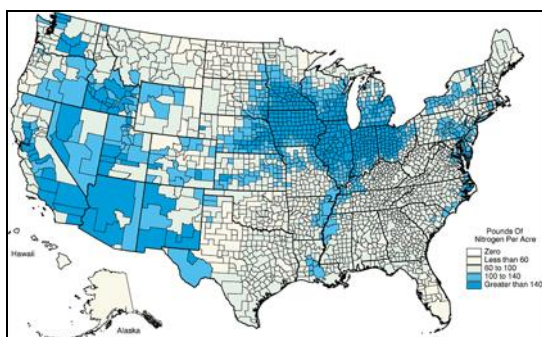 Pounds Of
Nitrogen Per Acre
Zero
Less than 60
60 to 100
100 to 140
Greater than 140
Hawaii
Alaska